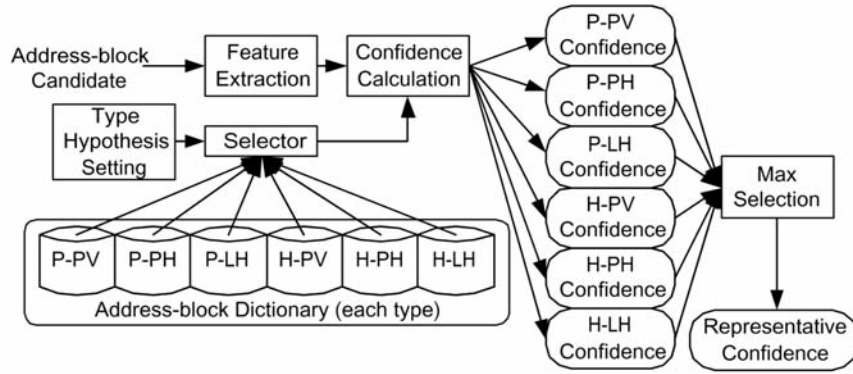 Address-block
Candidate
Feature
Extraction
Confidence
Calculation
Type
Hypothesis
Setting
Selector
P-PV
P-PH
P-LH
H-PV
H-PH
H-LH
Address-block Dictionary (each type)
P-PV
Confidence
P-PH
Confidence
P-LH
Confidence
H-PV
Confidence
H-PH
Confidence
H-LH
Confidence
Max
Selection
Representative
Confidence